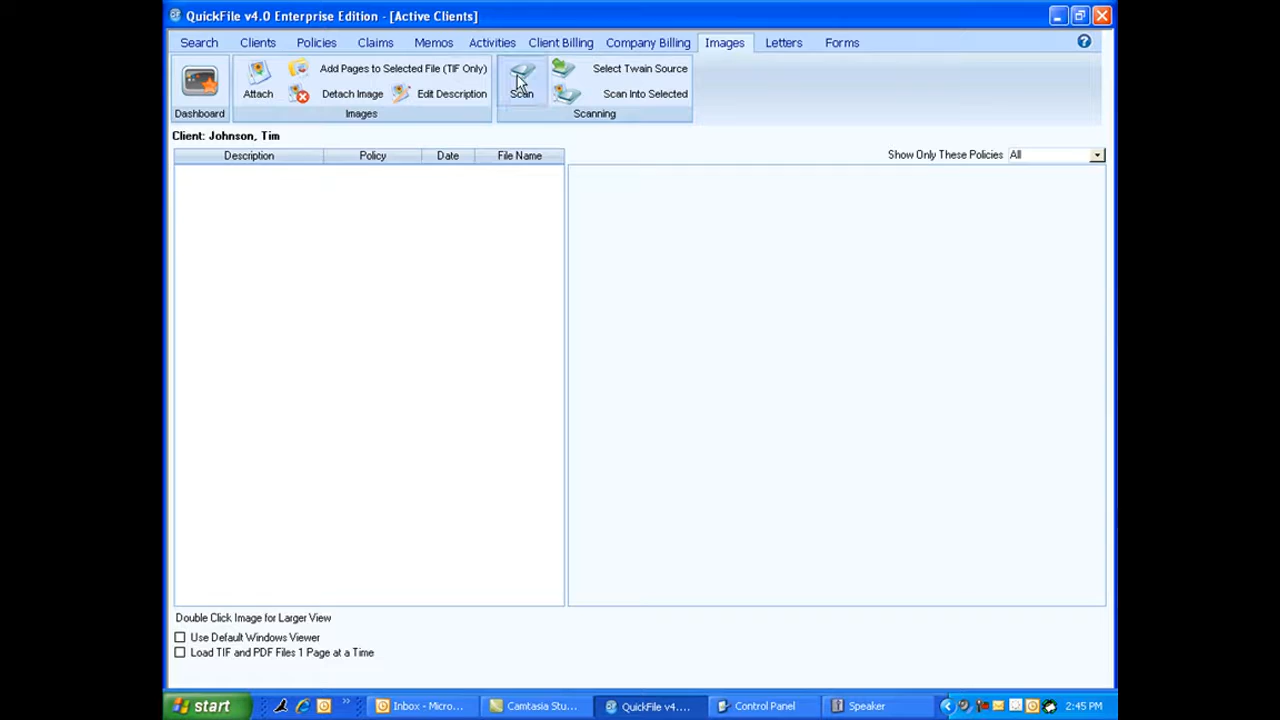 QuickFile v4.0 Enterprise Edition - [Active Clients]
Search Clients Policies Claims Memos Activities Client Billing Company Billing Images Letters Forms
Add Pages to Selected File (TIF Only) Select Twain Source
Attach Detach Image Edit Description Scan Scan Into Selected
Dashboard Images Scanning
Client: Johnson, Tim
Description Policy Date File Name Show Only These Policies All
Double Click Image for Larger View
Use Default Windows Viewer
Load TIF and PDF Files 1 Page at a Time
start Inbox - Micro... Camtasia Stu... QuickFile v4.... Control Panel Speaker 2:45 PM